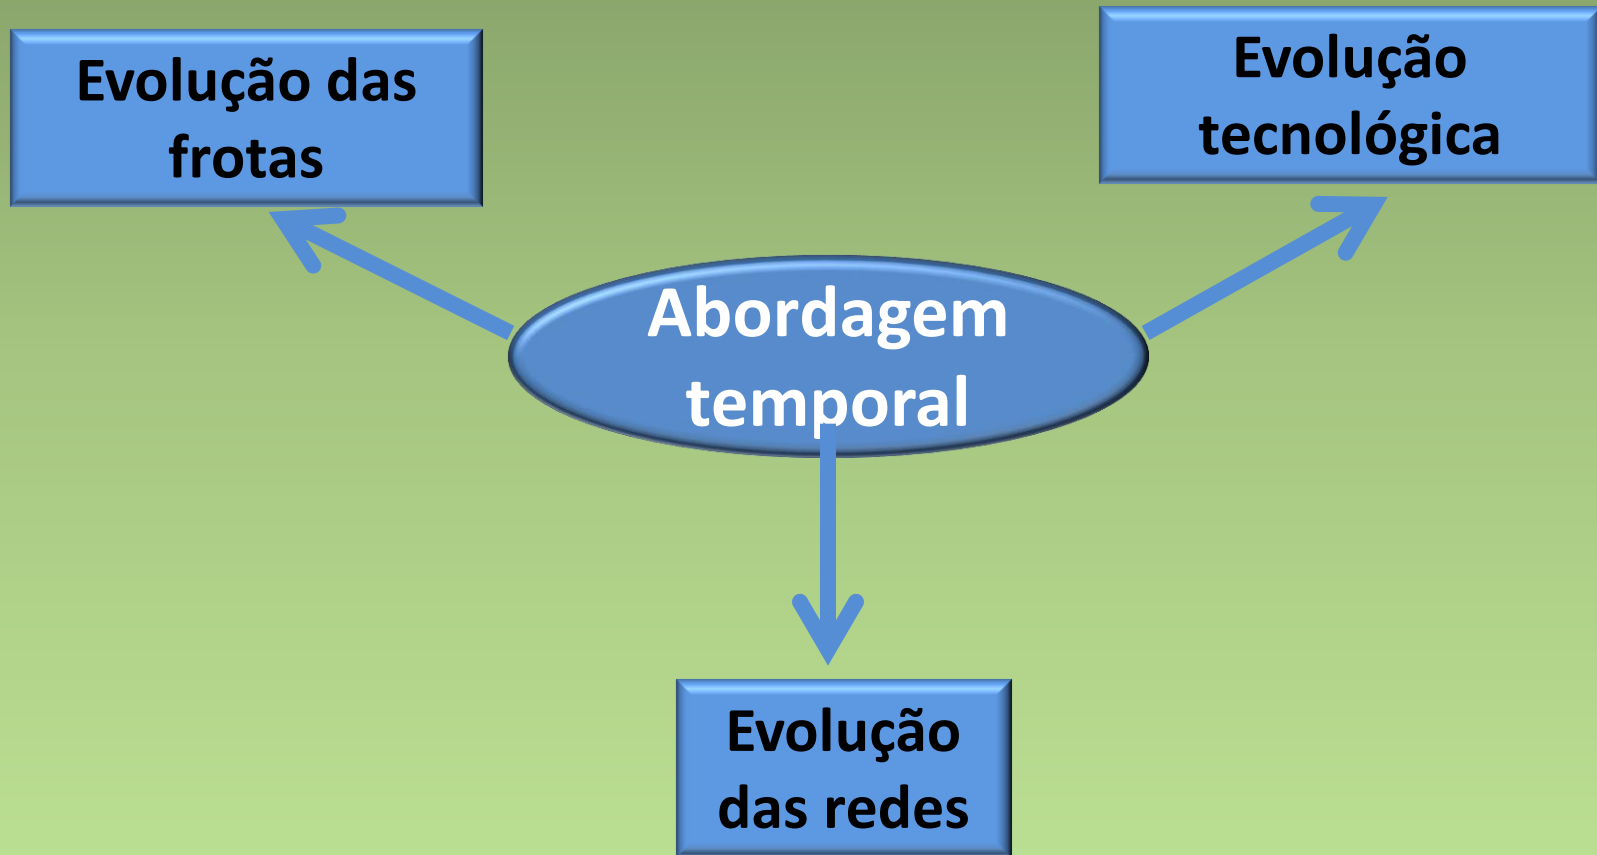 Evolução das
frotas
Evolução
tecnológica
Abordagem
temporal
Evolução
das redes